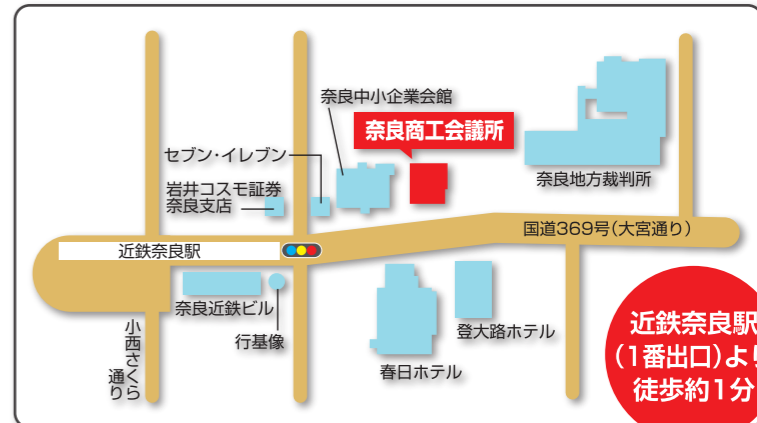 奈良中小企業会館
奈良商工会議所
セブン・イレブン
岩井コスモ証券
奈良支店
奈良地方裁判所
国道369号(大宮通り)
近鉄奈良駅
奈良近鉄ビル
行基像
小西さくら
通り
春日ホテル
登大路ホテル
近鉄奈良駅
(1番出口)より
徒歩約1分